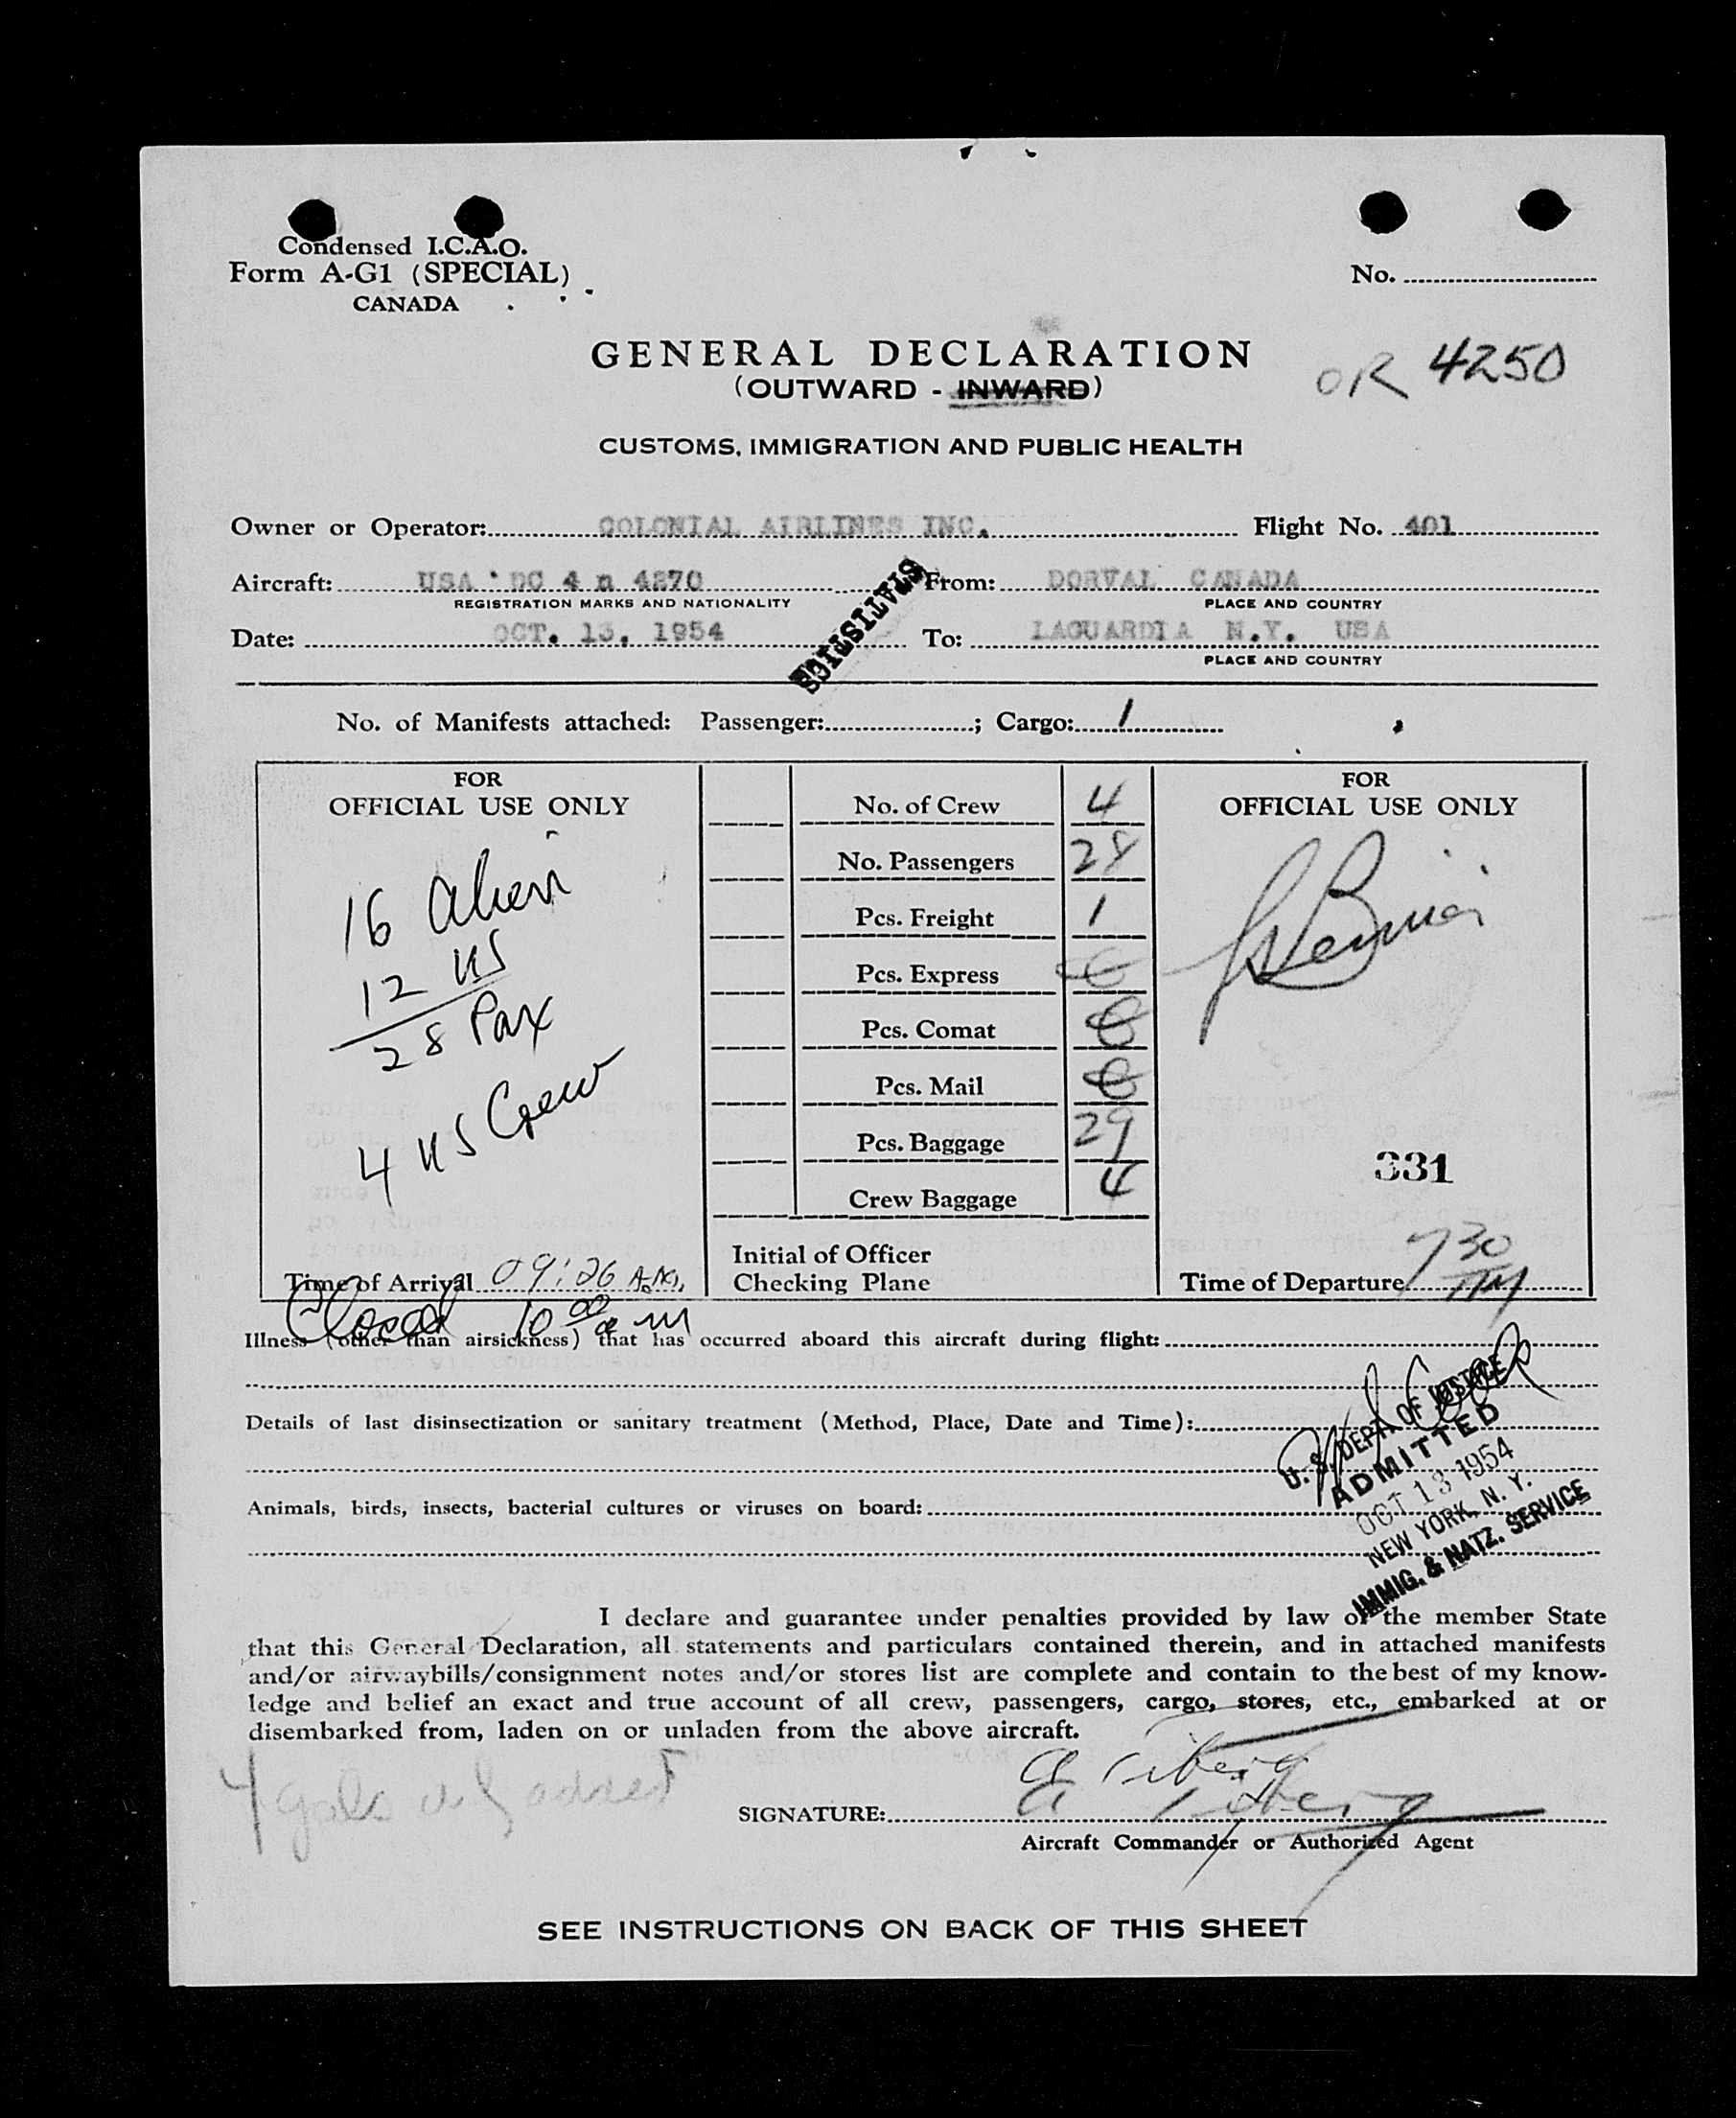 Condensed I.C.A.O.
Form A-G1 (SPECIAL)
CANADA
No.
GENERAL DECLARATION
(OUTWARD - INWARD)
OR 4250
CUSTOMS, IMMIGRATION AND PUBLIC HEALTH
Owner or Operator: COLONIAL AIRLINES INC. Flight No. 401
Aircraft: USA DC 4 n 4270 From: DORVAL CANADA
REGISTRATION MARKS AND NATIONALITY PLACE AND COUNTRY
STATISTICS
Date: OCT. 13, 1954 To: LAGUARDIA N.Y. USA
PLACE AND COUNTRY
No. of Manifests attached: Passenger: ; Cargo: 1
FOR
OFFICIAL USE ONLY
16 alien
12 US
28 Pax
4 US Crew
Time of Arrival 09:26 A.M.
Closed 10 00 a m
No. of Crew 4
No. Passengers 28
Pcs. Freight 1
Pcs. Express
Pcs. Comat
Pcs. Mail
Pcs. Baggage 29
Crew Baggage 4
Initial of Officer
Checking Plane
FOR
OFFICIAL USE ONLY
331
Time of Departure 730
Illness (other than airsickness) that has occurred aboard this aircraft during flight:
Details of last disinsectization or sanitary treatment (Method, Place, Date and Time):
Animals, birds, insects, bacterial cultures or viruses on board:
U. S. DEPT. OF JUSTICE
ADMITTED
OCT 13 1954
NEW YORK, N. Y.
IMMIG. & NATZ. SERVICE
I declare and guarantee under penalties provided by law of the member State
that this General Declaration, all statements and particulars contained therein, and in attached manifests
and/or airwaybills/consignment notes and/or stores list are complete and contain to the best of my know-
ledge and belief an exact and true account of all crew, passengers, cargo, stores, etc., embarked at or
disembarked from, laden on or unladen from the above aircraft.
SIGNATURE:
Aircraft Commander or Authorized Agent
SEE INSTRUCTIONS ON BACK OF THIS SHEET